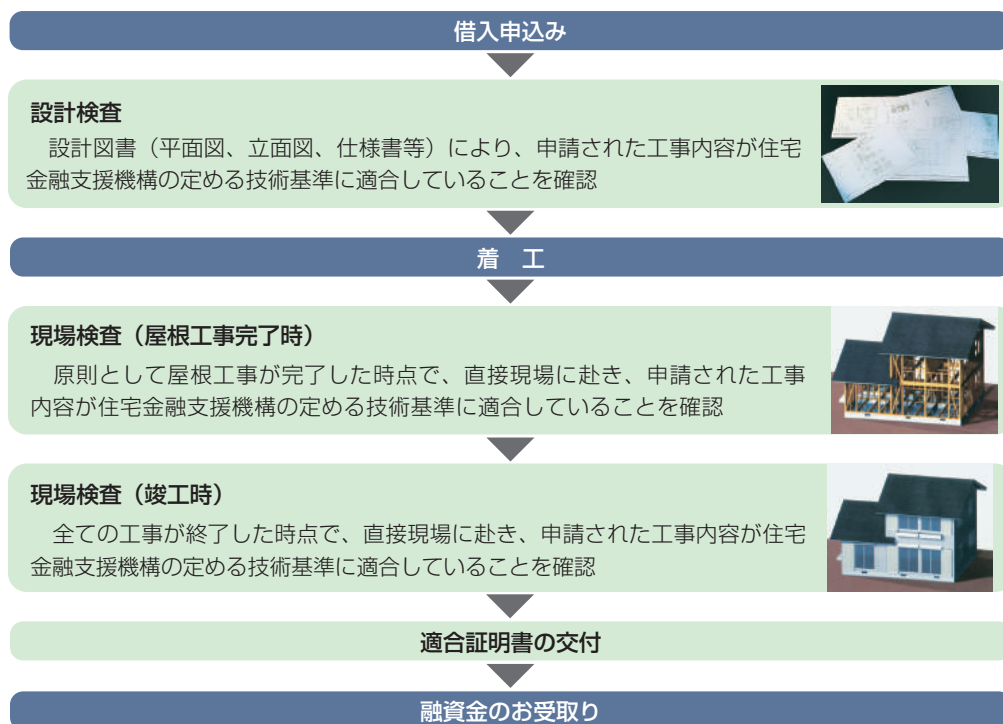 借入申込み
設計検査
設計図書（平面図、立面図、仕様書等）により、申請された工事内容が住宅
金融支援機構の定める技術基準に適合していることを確認
着　工
現場検査（屋根工事完了時）
原則として屋根工事が完了した時点で、直接現場に赴き、申請された工事
内容が住宅金融支援機構の定める技術基準に適合していることを確認
現場検査（竣工時）
全ての工事が終了した時点で、直接現場に赴き、申請された工事内容が住宅
金融支援機構の定める技術基準に適合していることを確認
適合証明書の交付
融資金のお受取り